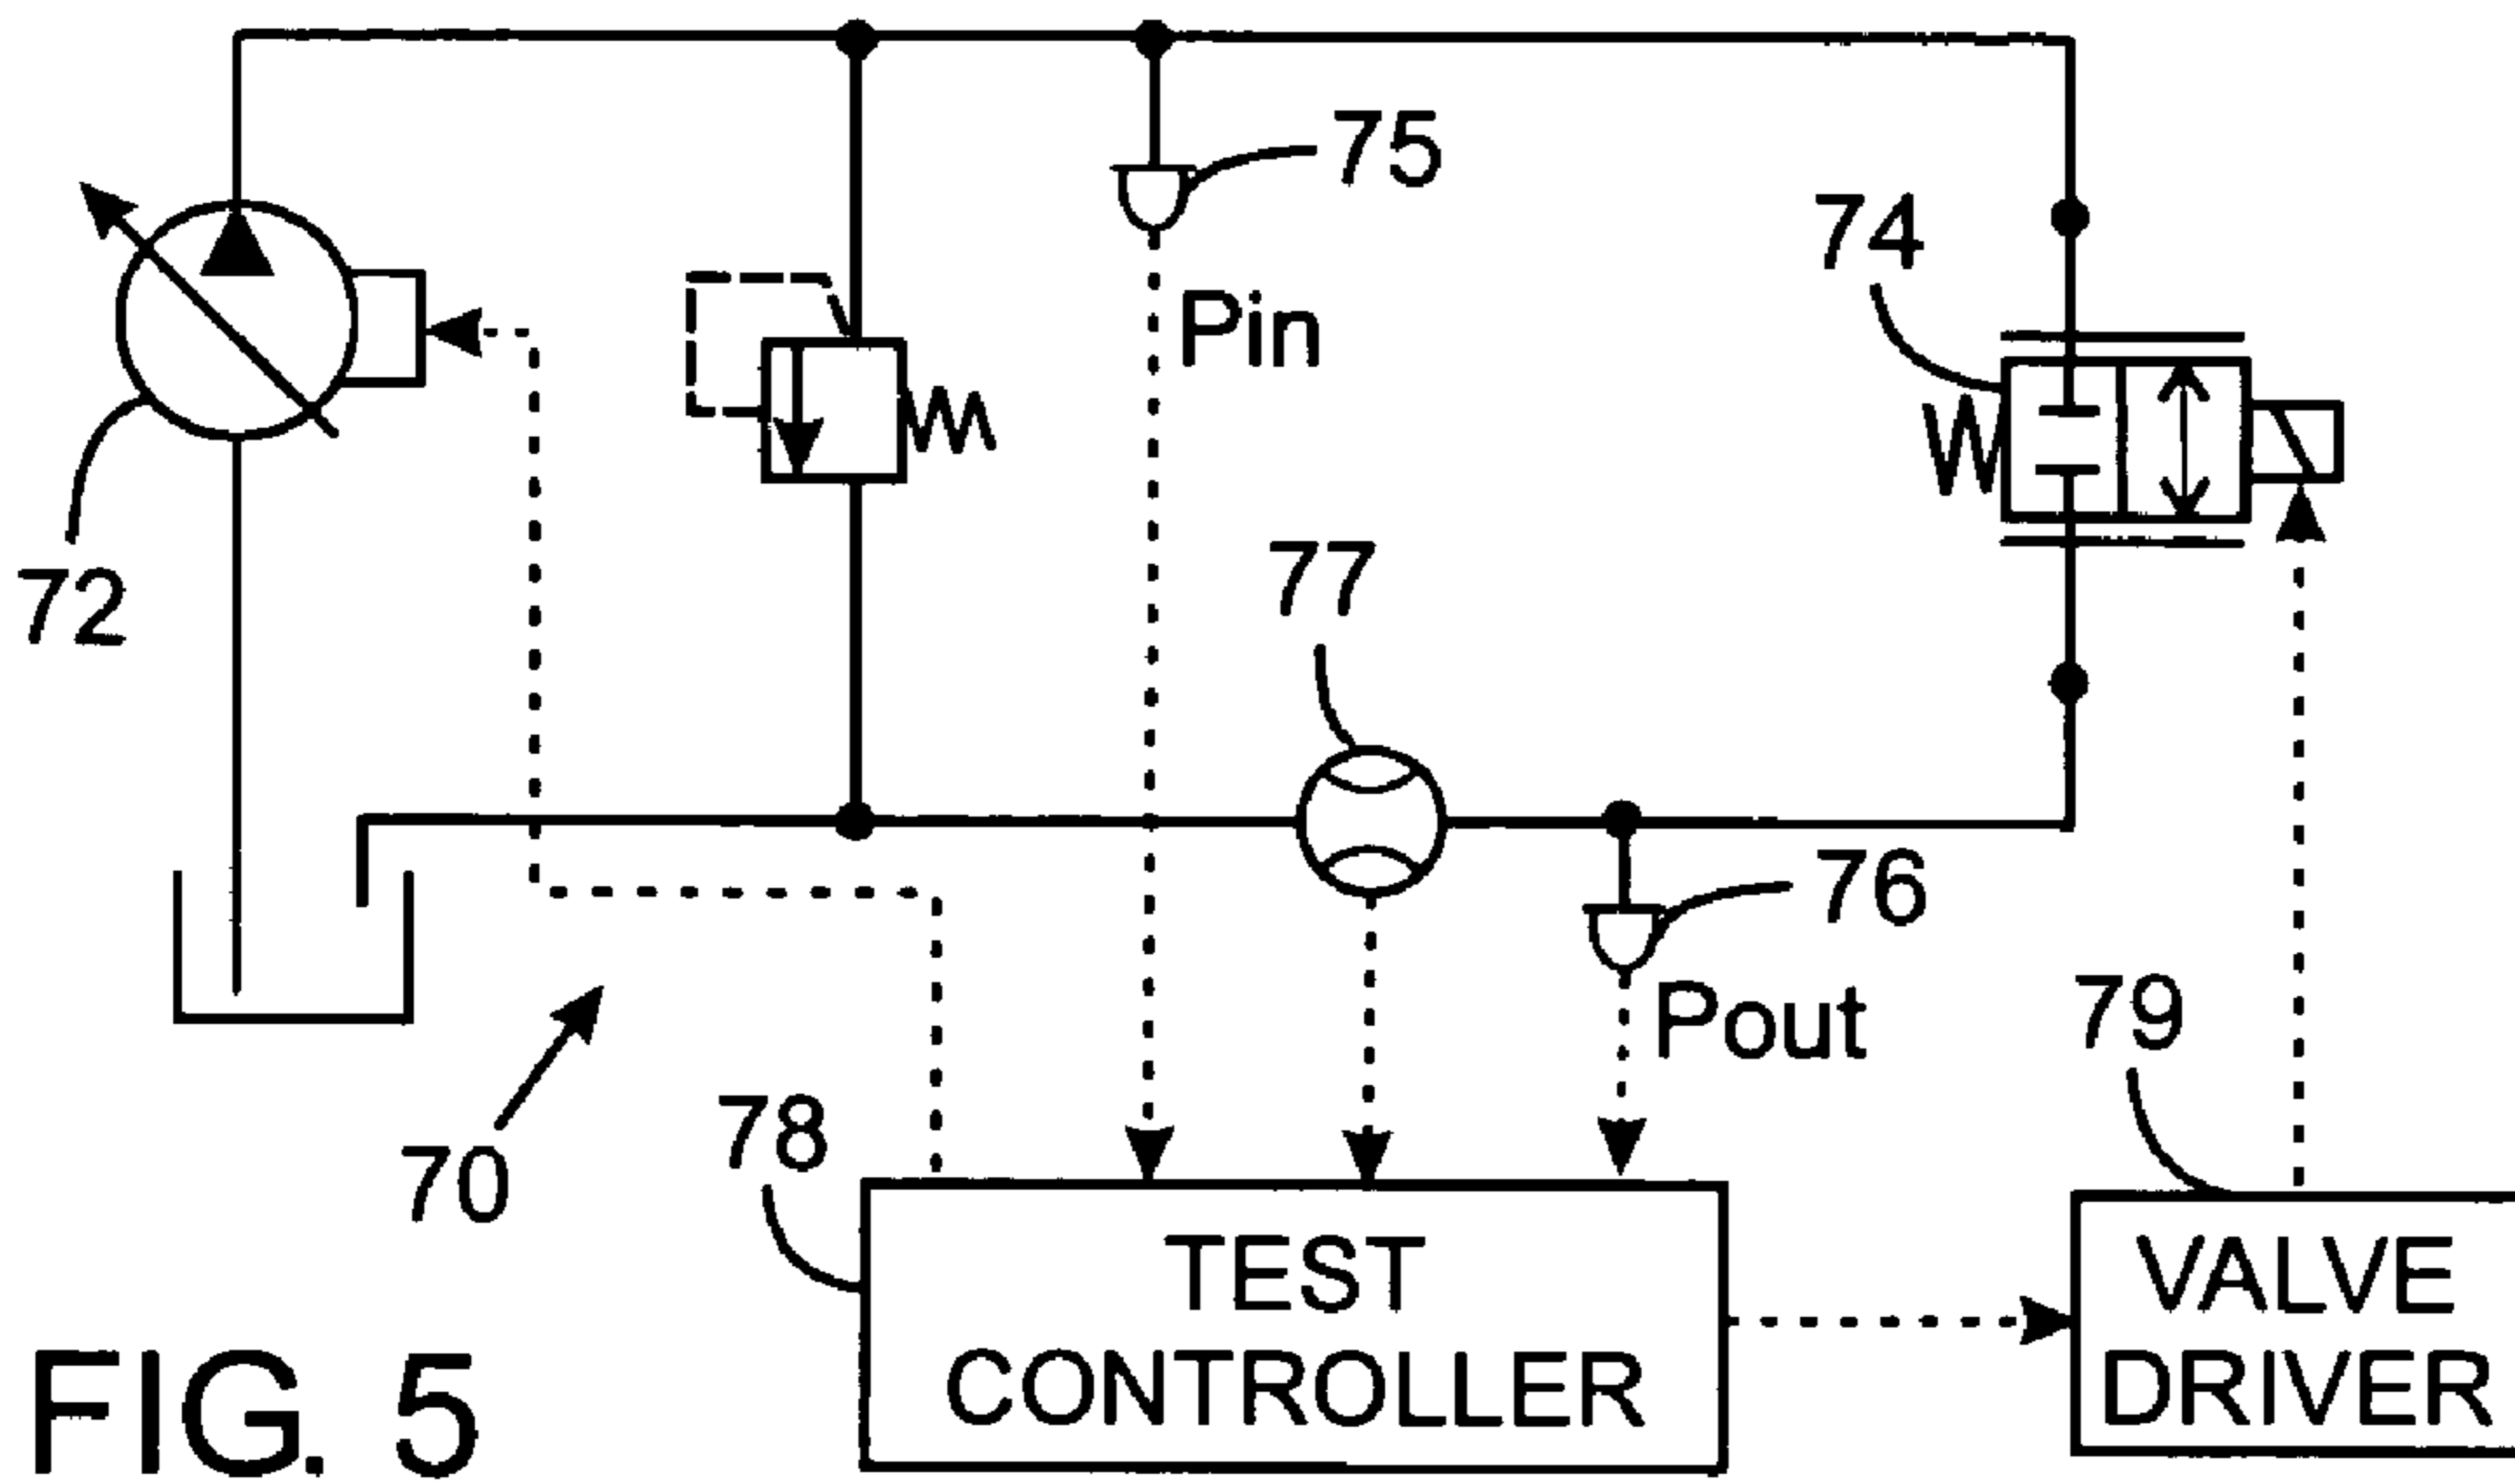 75
74
Pin
72
77
76
Pout
79
78
70
TEST
CONTROLLER
VALVE
DRIVER
FIG. 5